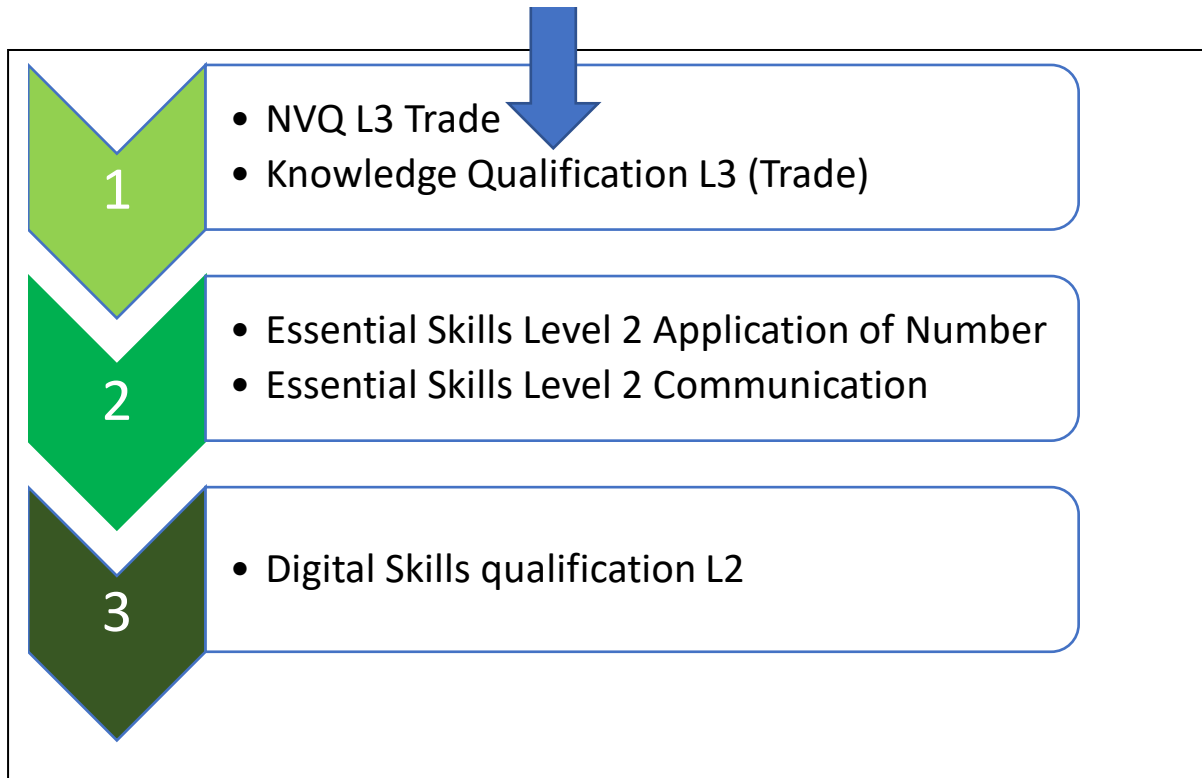 1
• NVQ L3 Trade
• Knowledge Qualification L3 (Trade)
2
• Essential Skills Level 2 Application of Number
• Essential Skills Level 2 Communication
3
• Digital Skills qualification L2